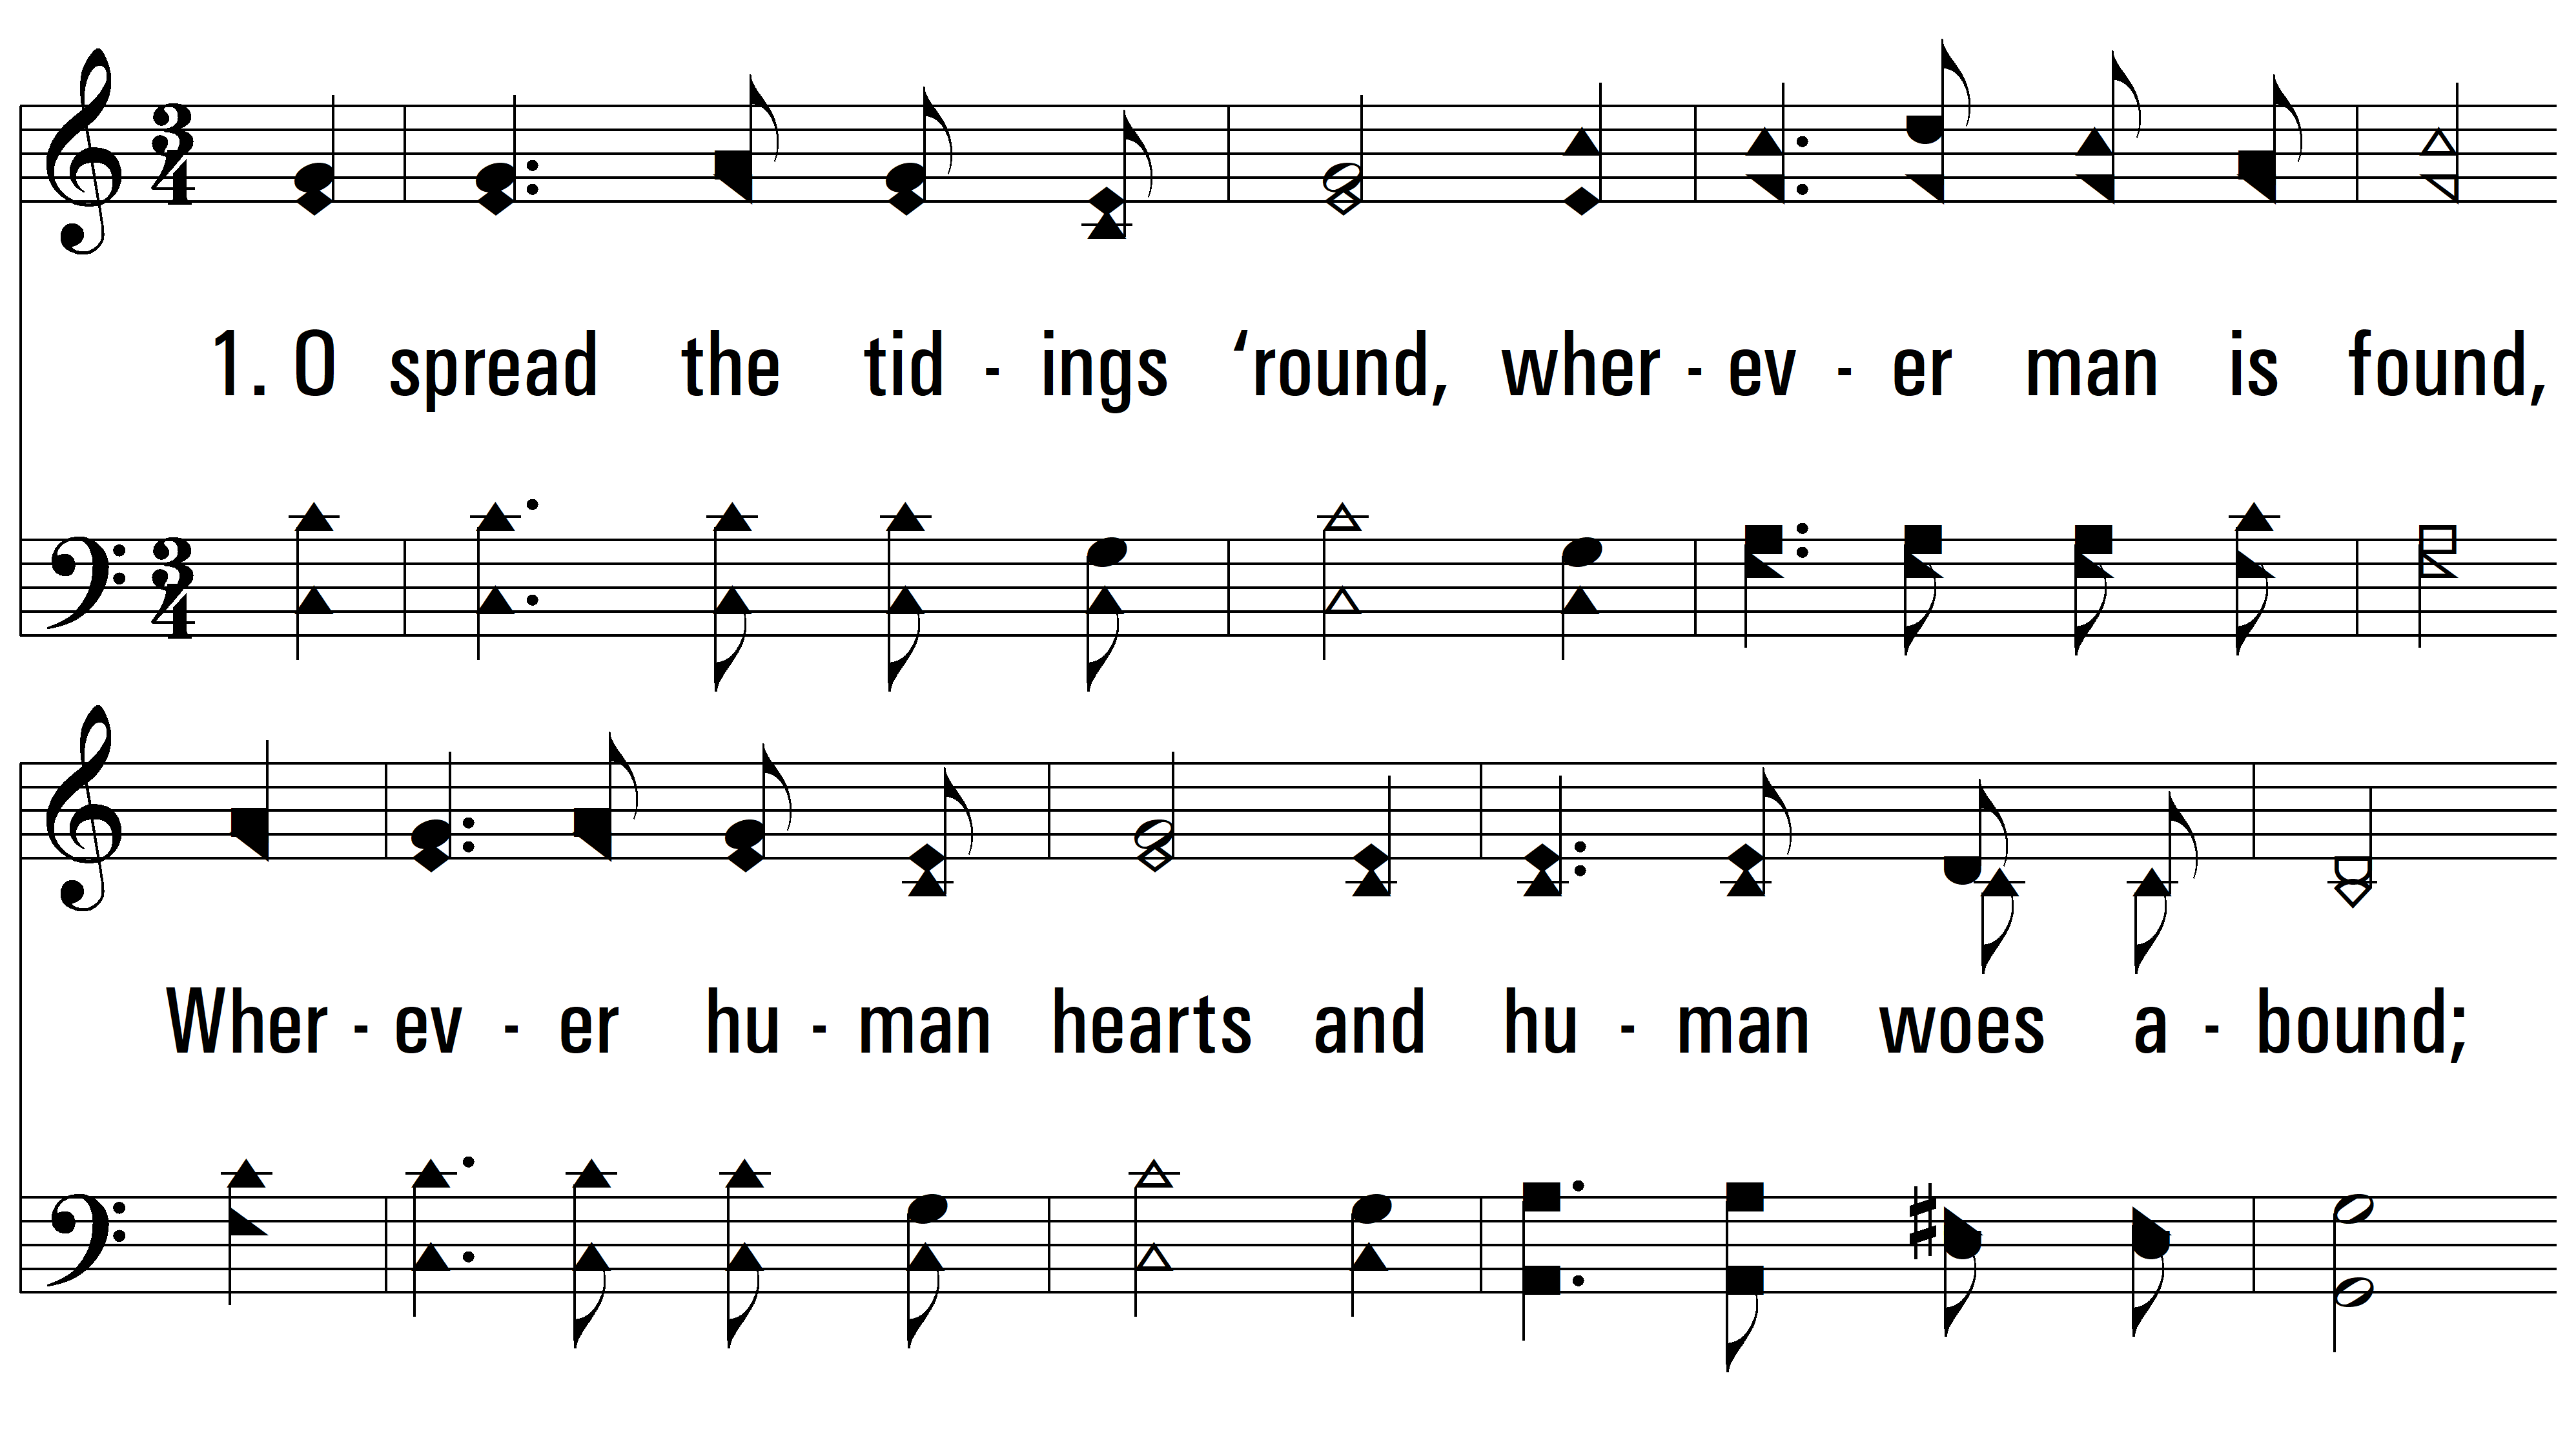 1. O spread the tid - ings ‘round, wher - ev - er man is found,
Wher - ev - er hu - man hearts and hu - man woes a - bound;